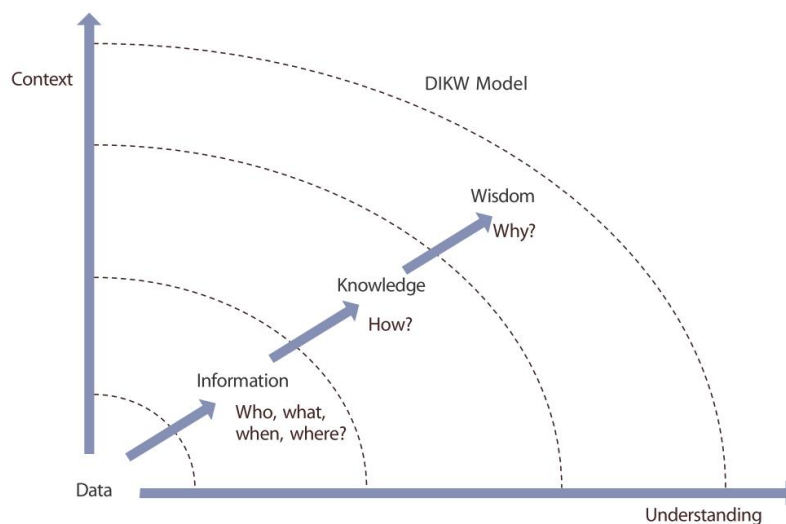 Context
DIKW Model
Wisdom
Why?
Knowledge
How?
Information
Who, what,
when, where?
Data
Understanding